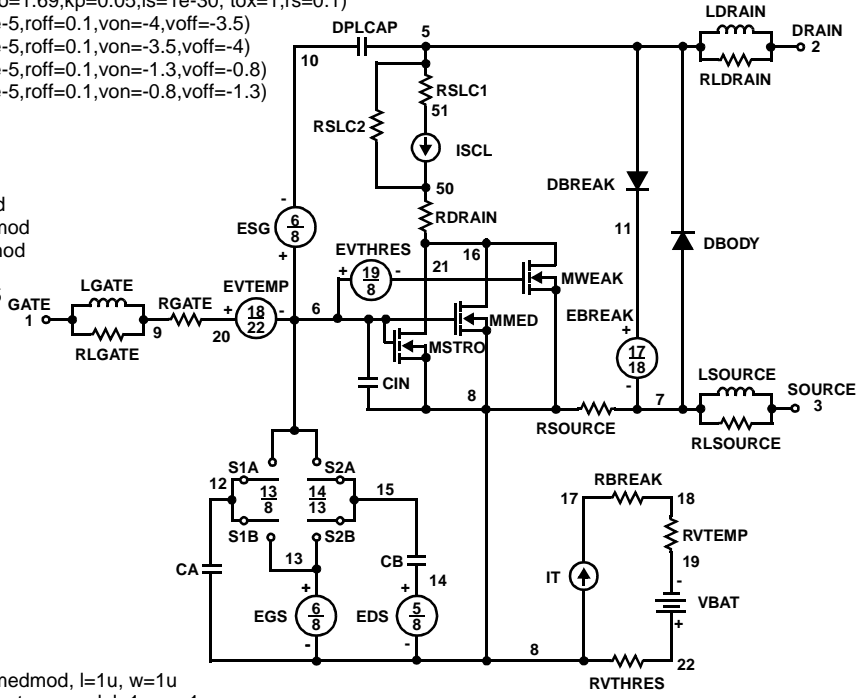 o=1.69,kp=0.05,is=1e-30, tox=1,rs=0.1)
e-5,roff=0.1,von=-4,voff=-3.5)
e-5,roff=0.1,von=-3.5,voff=-4)
e-5,roff=0.1,von=-1.3,voff=-0.8)
e-5,roff=0.1,von=-0.8,voff=-1.3)
DPLCAP
5
10
LDRAIN
DRAIN
2
RLDRAIN
RSLC1
51
RSLC2
ISCL
50
RDRAIN
DBREAK
11
DBODY
d
mod
mod
ESG
-
6
8
+
EVTHRES
+
19
8
-
16
21
MWEAK
GATE
1
LGATE
RLGATE
9
RGATE
20
EVTEMP
+
18
22
-
6
MMED
MSTRO
CIN
EBREAK
+
17
18
-
8
RSOURCE
7
LSOURCE
SOURCE
3
RLSOURCE
12
S1A
13
8
S1B
S2A
14
13
S2B
15
13
CA
CB
14
EGS
+
6
8
-
EDS
+
5
8
-
8
RBREAK
17
18
RVTEMP
19
IT
-
VBAT
+
22
RVTHRES
medmod, l=1u, w=1u